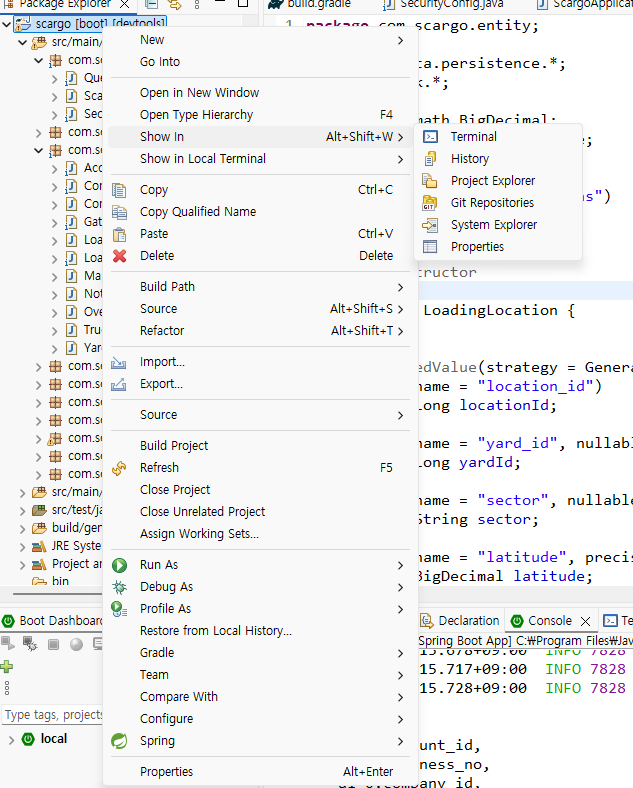 Package Explorer
build.gradle
SecurityConfig.java
ScargoApplicat
scargo [boot] [devtools]
src/main/
com.sc
Que
Sca
Sec
com.sc
com.sc
Acc
Con
Con
Gat
Loa
Loa
Ma
Not
Ove
Tru
Yar
com.sc
com.sc
com.sc
com.sc
com.sc
com.sc
com.sc
src/main/
src/test/ja
build/gen
JRE Syste
Project an
bin
New
Go Into
Open in New Window
Open Type Hierarchy F4
Show In Alt+Shift+W
Show in Local Terminal
Copy Ctrl+C
Copy Qualified Name
Paste Ctrl+V
Delete Delete
Build Path
Source Alt+Shift+S
Refactor Alt+Shift+T
Import...
Export...
Source
Build Project
Refresh F5
Close Project
Close Unrelated Project
Assign Working Sets...
Run As
Debug As
Profile As
Restore from Local History...
Gradle
Team
Compare With
Configure
Spring
Properties Alt+Enter
Terminal
History
Project Explorer
Git Repositories
System Explorer
Properties
1 package com.scargo.entity;
ta.persistence.*;
k.*;
math.BigDecimal;
e;
ns")
tructor
LoadingLocation {
edValue(strategy = Genera
name = "location_id")
ong locationId;
name = "yard_id", nullabl
ong yardId;
name = "sector", nullable
String sector;
name = "latitude", precis
BigDecimal latitude;
Boot Dashboard
Type tags, projects
local
Declaration
Console
Te
Spring Boot App] C:₩Program Files₩Jav
15.678+09:00 INFO 7828
15.717+09:00 INFO 7828
15.728+09:00 INFO 7828
unt_id,
ness_no,
company_id,